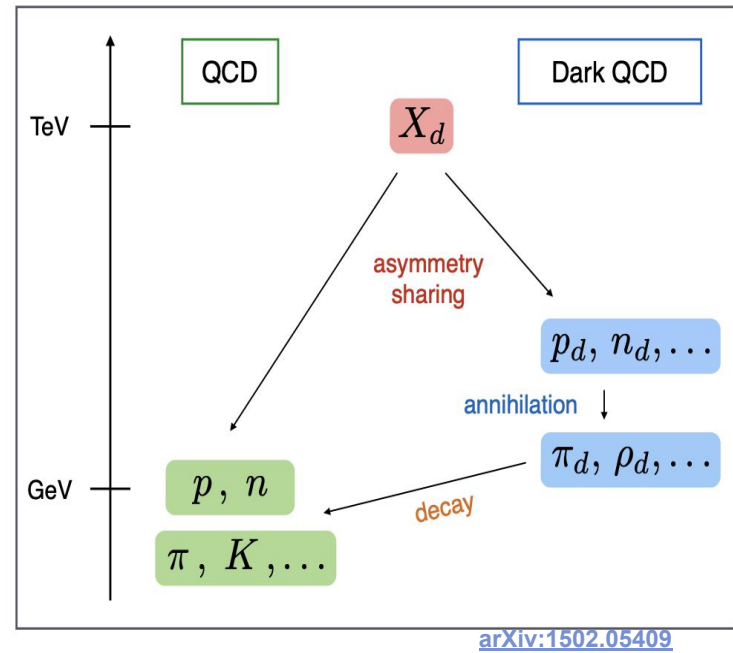 QCD
Dark QCD
TeV
X_d
asymmetry
sharing
p_d, n_d, ...
annihilation
π_d, ρ_d, ...
GeV
p, n
decay
π, K, ...
arXiv:1502.05409